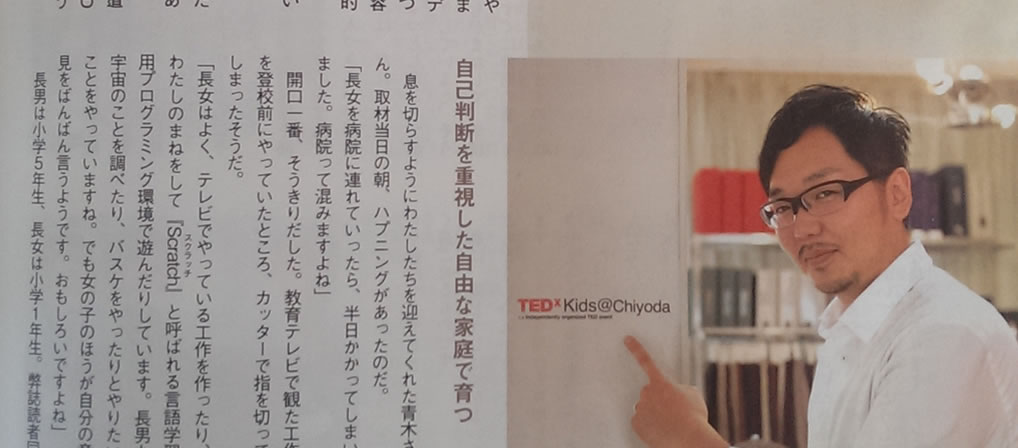 自己判断を重視した自由な家庭で育つ
息を切らすようにわたしたちを迎えてくれた青木さ
ん。取材当日の朝、ハプニングがあったのだ。
「長女を病院に連れていったら、半日かかってしまい
ました。病院って混みますよね」
開口一番、そうきりだした。教育テレビで観た工作
を登校前にやっていたところ、カッターで指を切って
しまったそうだ。
「長女はよく、テレビでやっている工作を作ったり、
わたしのまねをして『Scratch』と呼ばれる言語学
スクラッチ
用プログラミング環境で遊んだりしています。長男
宇宙のことを調べたり、バスケをやったりとやりた
ことをやっていますね。でも女の子のほうが自分の
見をばんばん言うようです。おもしろいですよね」
長男は小学5年生、長女は小学1年生。弊誌読者
TEDxKids@Chiyoda
x = independently organized TED event